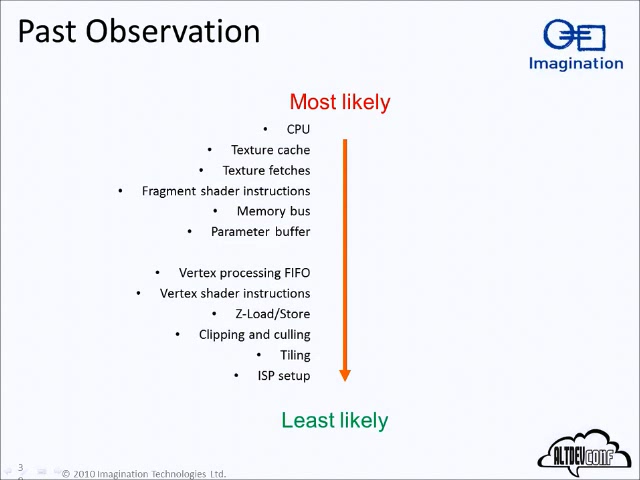 Past Observation
Imagination
Most likely
• CPU
• Texture cache
• Texture fetches
• Fragment shader instructions
• Memory bus
• Parameter buffer
• Vertex processing FIFO
• Vertex shader instructions
• Z-Load/Store
• Clipping and culling
• Tiling
• ISP setup
Least likely
ALTDEVCONF
3
© 2010 Imagination Technologies Ltd.